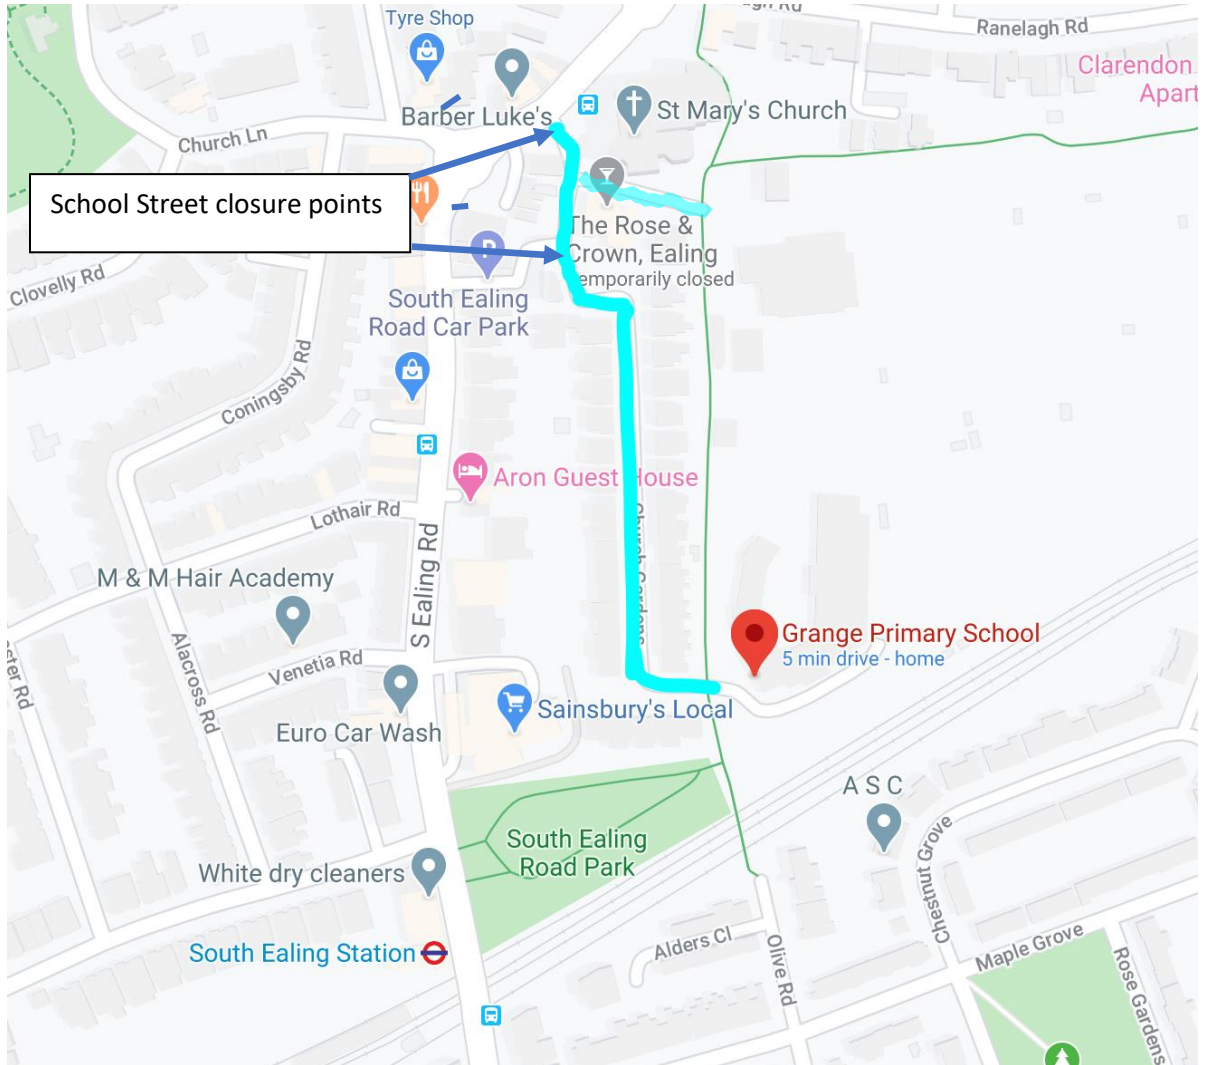 Tyre Shop
Ranelagh Rd
Clarendon
Apart
Barber Luke's
St Mary's Church
Church Ln
School Street closure points
The Rose &
Crown, Ealing
emporarily closed
P
Clovelly Rd
South Ealing
Road Car Park
Coningsby Rd
Aron Guest House
Lothair Rd
Church Gardens
S Ealing Rd
M & M Hair Academy
Grange Primary School
5 min drive - home
Alacross Rd
Venetia Rd
ster Rd
Sainsbury's Local
Euro Car Wash
A S C
South Ealing
Road Park
Chestnut Grove
White dry cleaners
South Ealing Station
Alders Cl
Olive Rd
Maple Grove
Rose Gardens